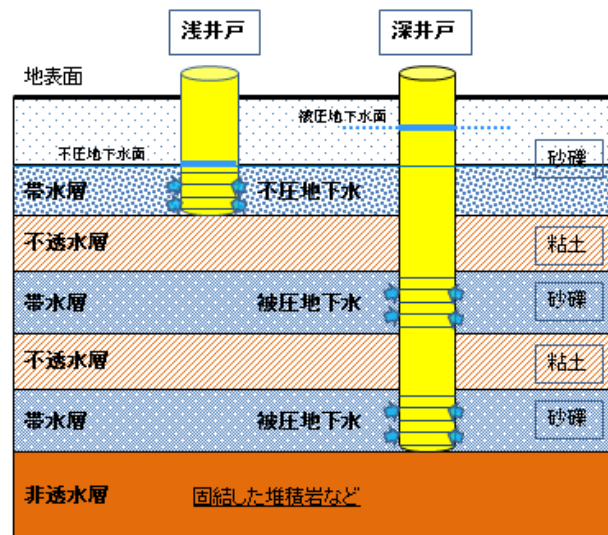 浅井戸
深井戸
地表面
被圧地下水面
不圧地下水面
砂礫
帯水層
不圧地下水
不透水層
粘土
帯水層
被圧地下水
砂礫
不透水層
粘土
帯水層
被圧地下水
砂礫
非透水層
固結した堆積岩など